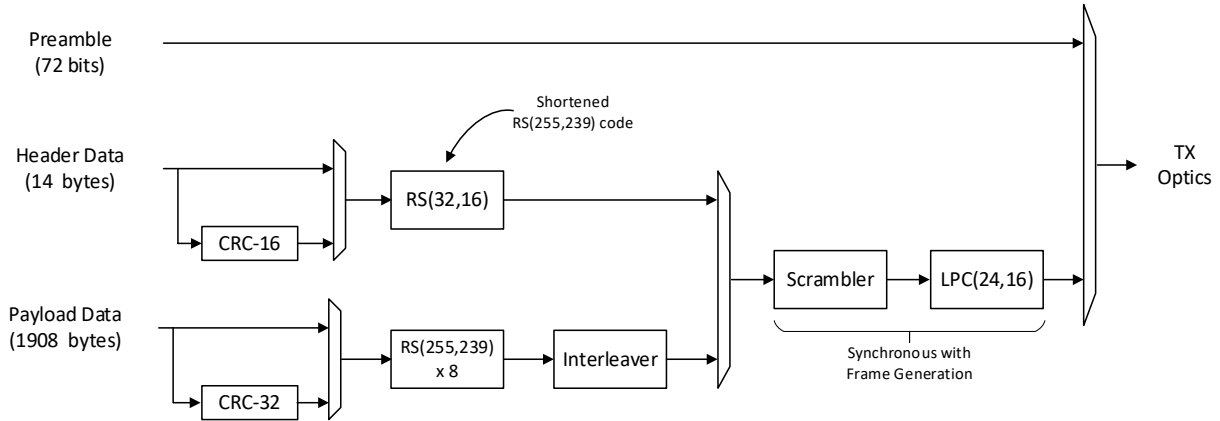 Preamble
(72 bits)
Shortened
RS(255,239) code
Header Data
(14 bytes)
RS(32,16)
CRC-16
TX
Optics
Scrambler
LPC(24,16)
Payload Data
(1908 bytes)
RS(255,239)
x 8
Interleaver
CRC-32
Synchronous with
Frame Generation